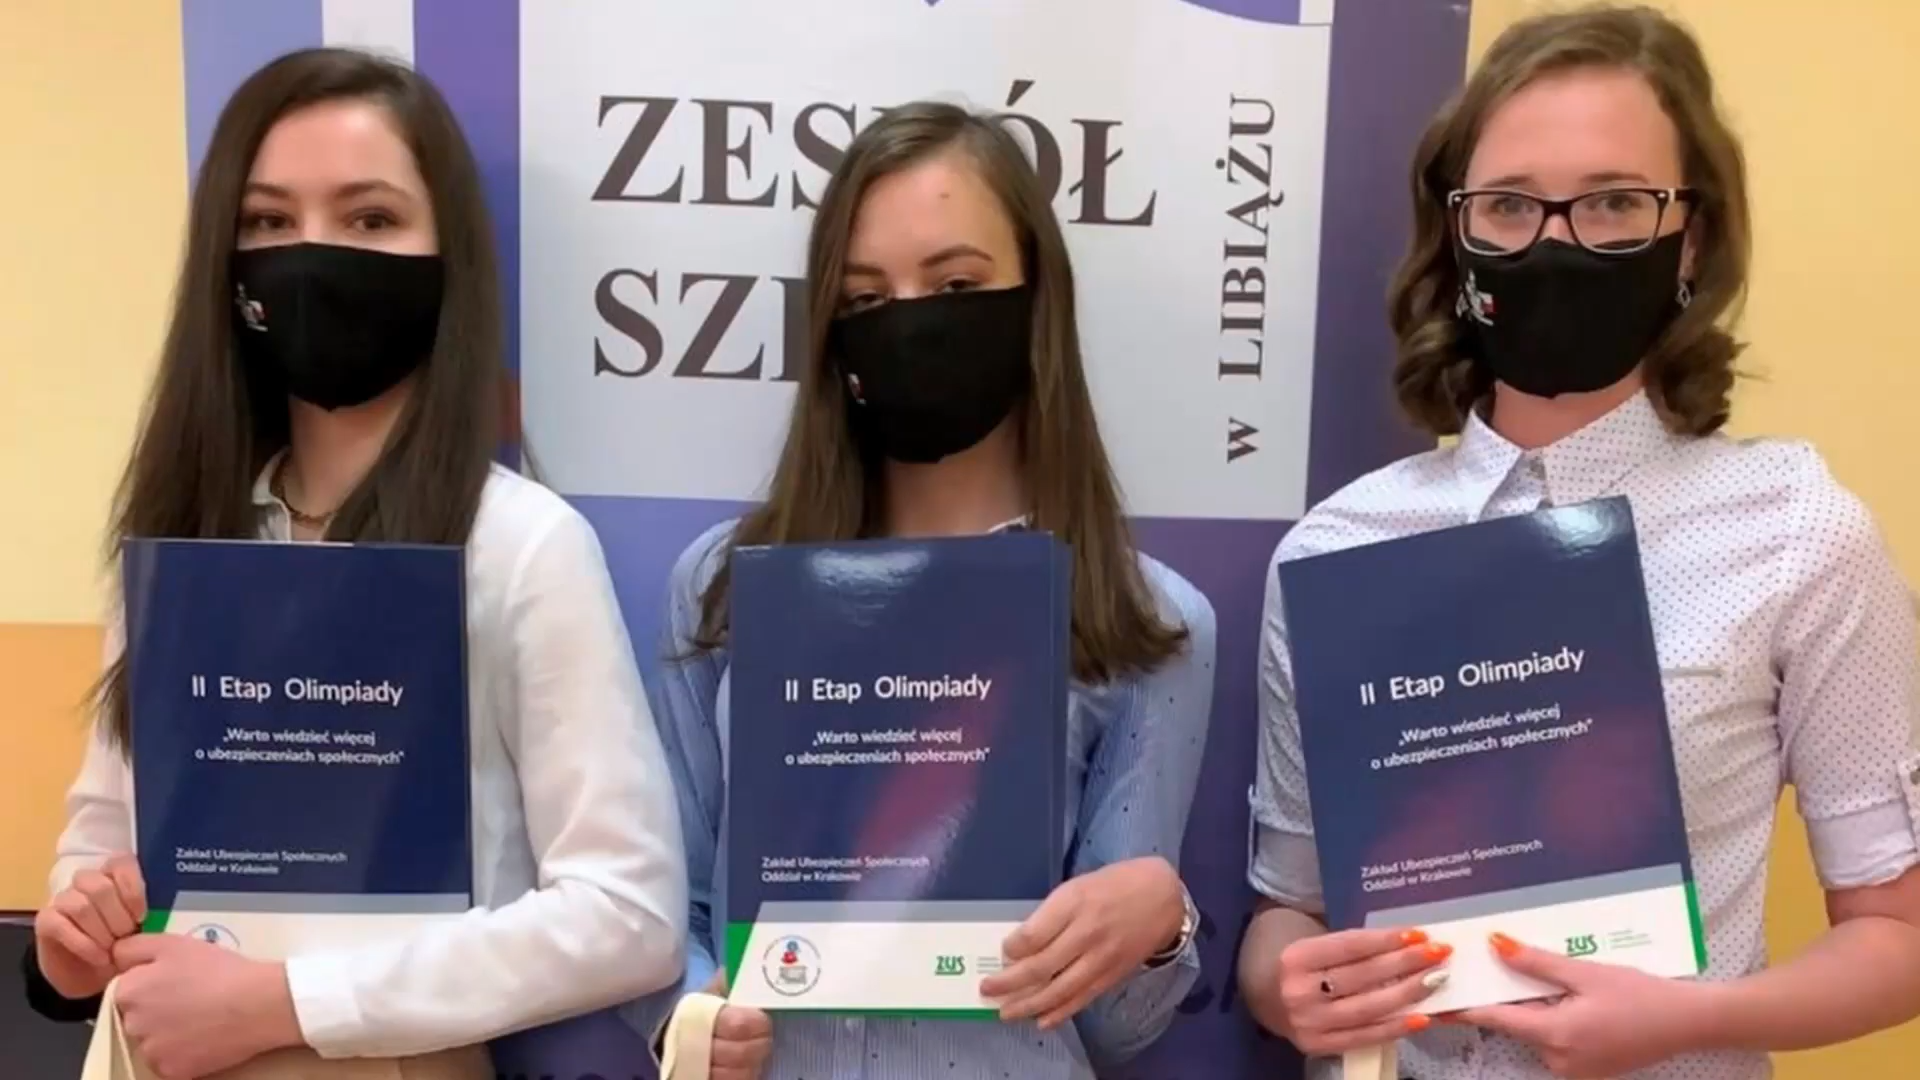 ZES ÓŁ
SZ
W LIBIĄŻU
II Etap Olimpiady
„Warto wiedzieć więcej
o ubezpieczeniach społecznych"
Zakład Ubezpieczeń Społecznych
Oddział w Krakowie
II Etap Olimpiady
„Warto wiedzieć więcej
o ubezpieczeniach społecznych"
Zakład Ubezpieczeń Społecznych
Oddział w Krakowie
ZUS
II Etap Olimpiady
„Warto wiedzieć więcej
o ubezpieczeniach społecznych"
Zakład Ubezpieczeń Społecznych
Oddział w Krakowie
ZUS